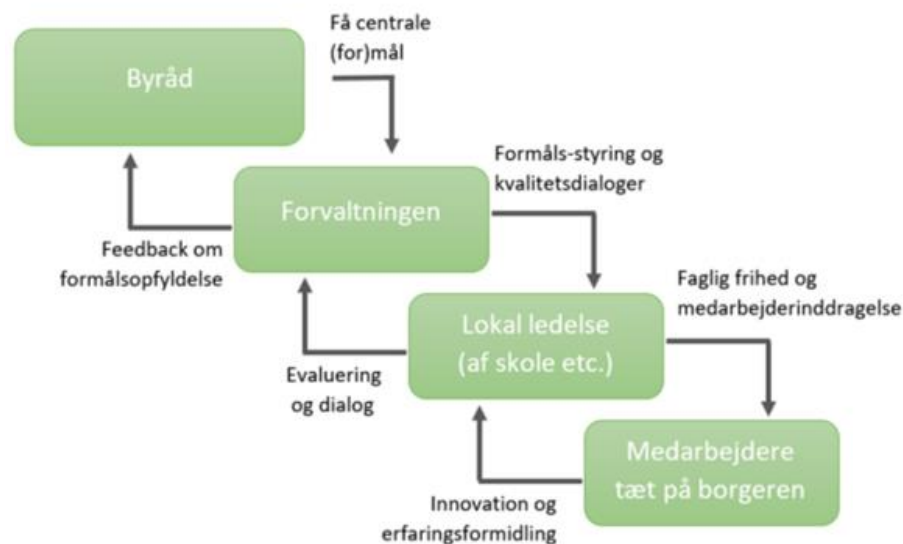 Få centrale
(for)mål
Byråd
Formåls-styring og
kvalitetsdialoger
Forvaltningen
Feedback om
formålsopfyldelse
Faglig frihed og
medarbejderinddragelse
Lokal ledelse
(af skole etc.)
Evaluering
og dialog
Medarbejdere
tæt på borgeren
Innovation og
erfaringsformidling